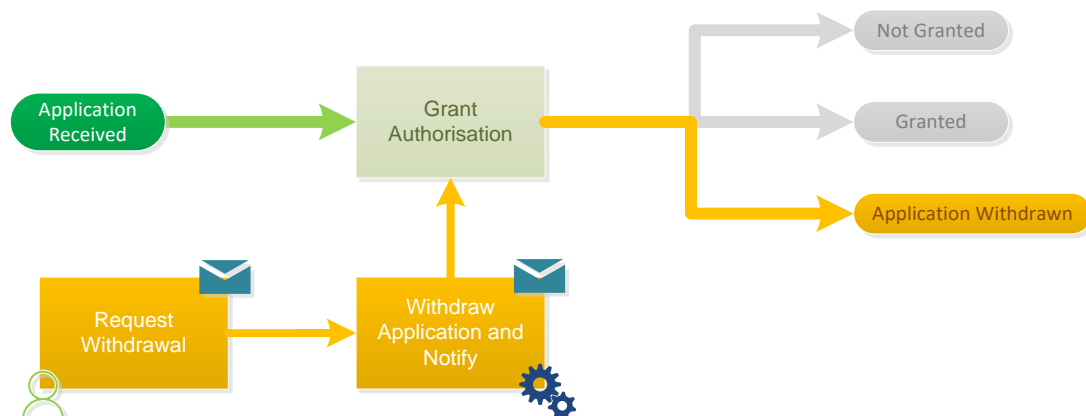 Not Granted
Application
Received
Grant
Authorisation
Granted
Application Withdrawn
Request
Withdrawal
Withdraw
Application and
Notify